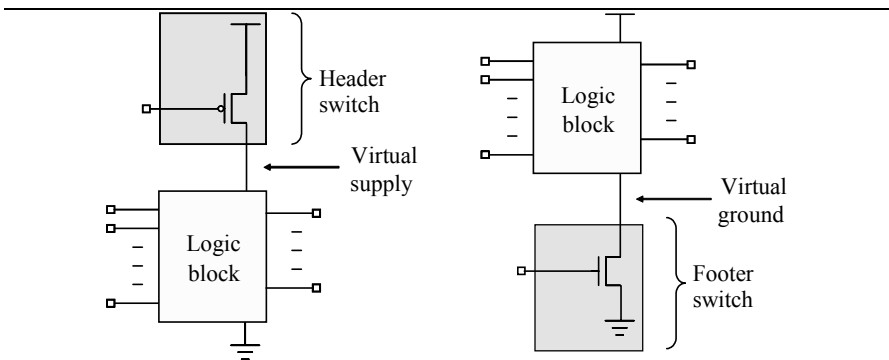 Header
switch
Virtual
supply
Logic
block
Logic
block
Virtual
ground
Footer
switch